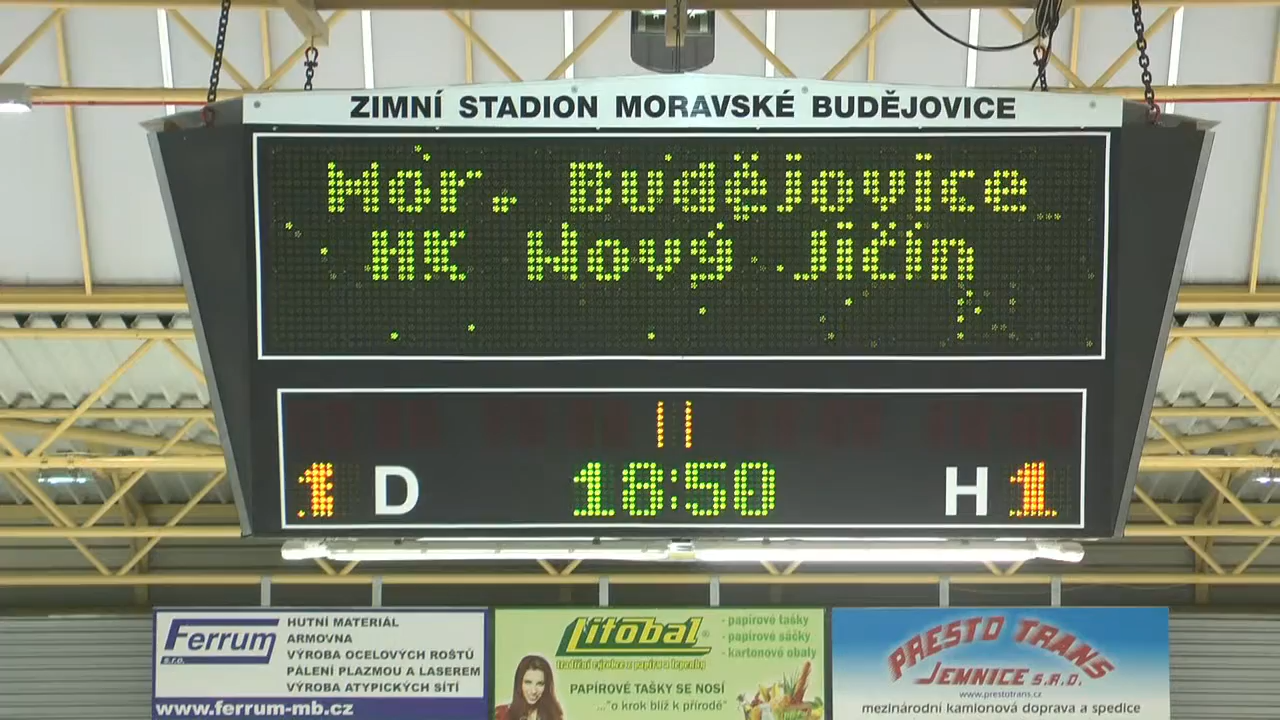 ZIMNÍ STADION MORAVSKÉ BUDĚJOVICE
Mor. Budějovice
HK Nový Jičín
II
1 D 18:50 H 1
Ferrum
s.r.o.
HUTNÍ MATERIÁL
ARMOVNA
VÝROBA OCELOVÝCH ROŠTŮ
PÁLENÍ PLAZMOU A LASEREM
VÝROBA ATYPICKÝCH SÍTÍ
www.ferrum-mb.cz
Litobal®
tradiční výrobce z papíru a lepenky
- papírové tašky
- papírové sáčky
- kartonové obaly
PAPÍROVÉ TAŠKY SE NOSÍ
..."o krok blíž k přírodě"
PRESTO TRANS
JEMNICE S.R.O.
www.prestotrans.cz
mezinárodní kamionová doprava a spedice